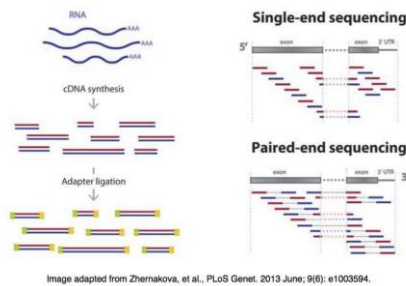 RNA
AAA
AAA
AAA
cDNA synthesis
Adapter ligation
Single-end sequencing
5'
exon
exon
3' UTR
Paired-end sequencing
exon
exon
3' UTR
3
Image adapted from Zhernakova, et al., PLoS Genet. 2013 June; 9(6): e1003594.